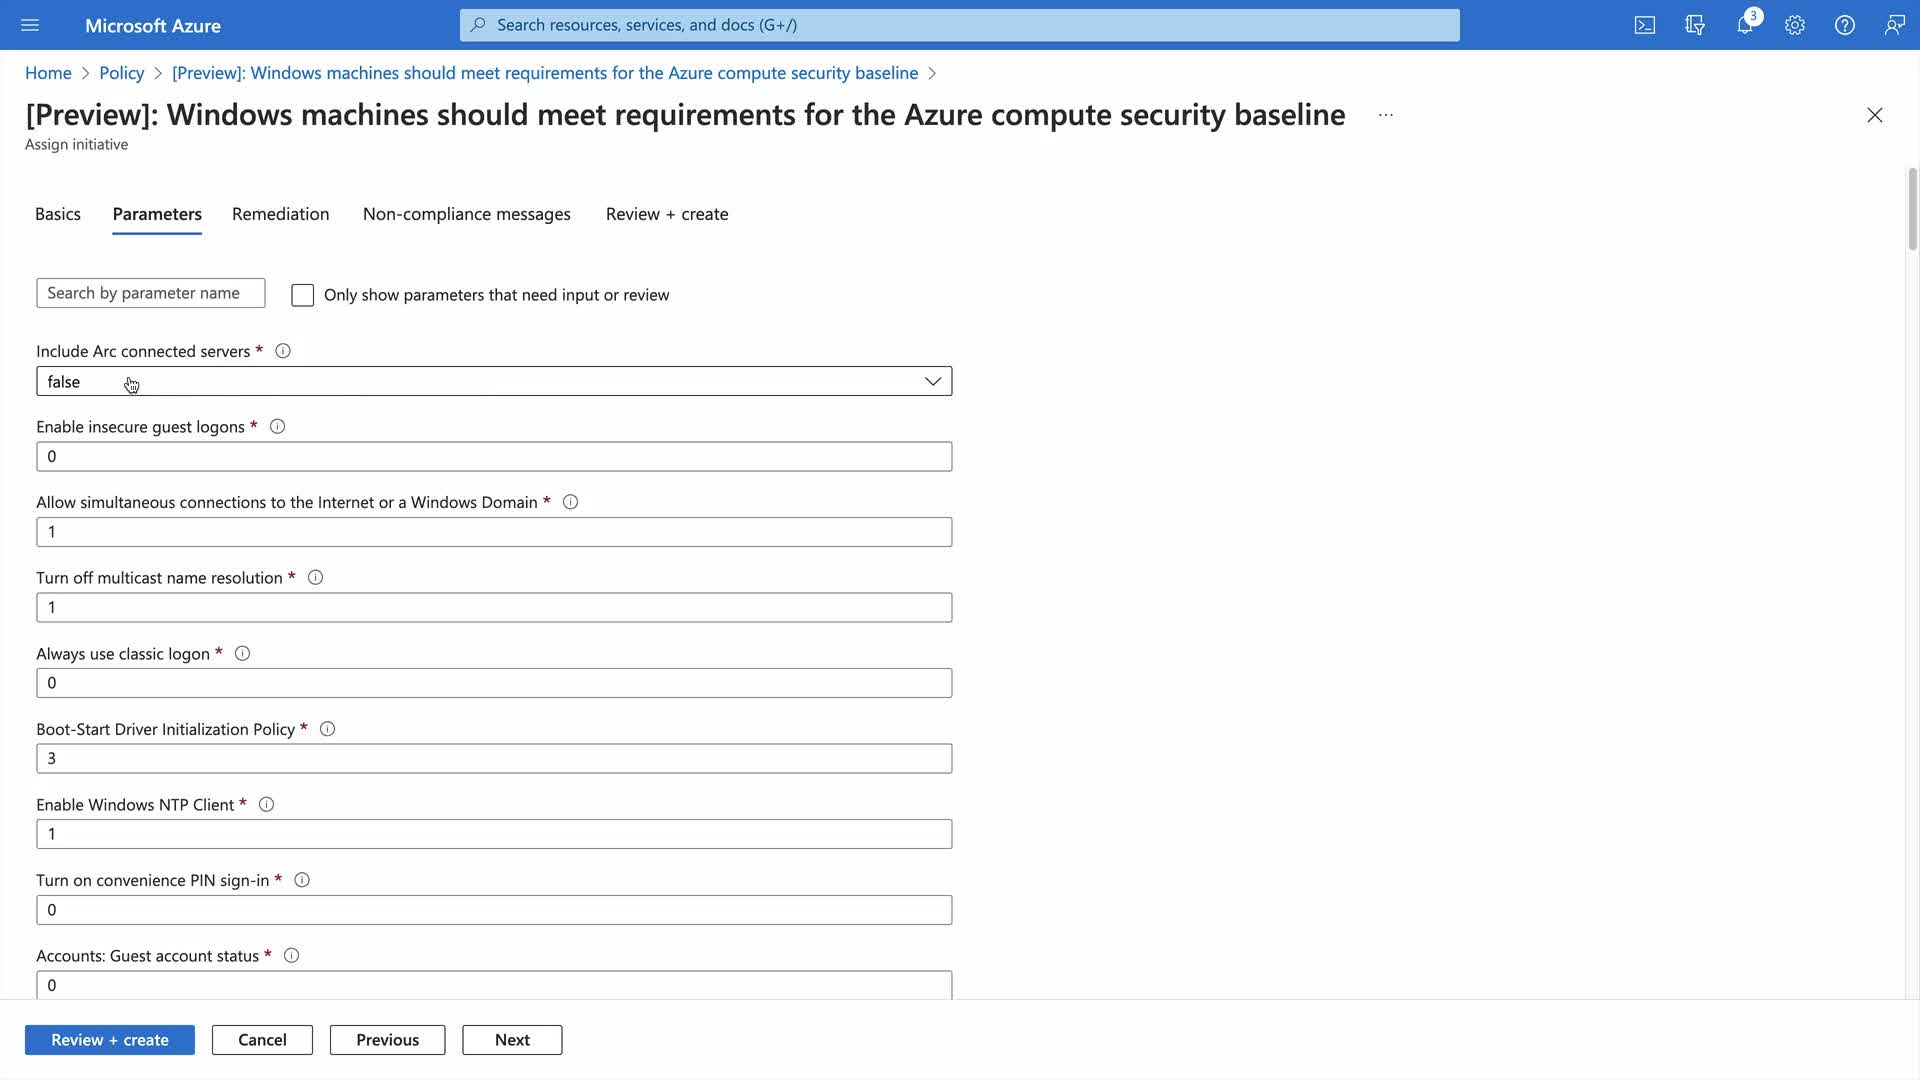 Microsoft Azure
Search resources, services, and docs (G+/)
3
Home > Policy > [Preview]: Windows machines should meet requirements for the Azure compute security baseline >
[Preview]: Windows machines should meet requirements for the Azure compute security baseline ...
Assign initiative
Basics Parameters Remediation Non-compliance messages Review + create
Search by parameter name Only show parameters that need input or review
Include Arc connected servers *
false
Enable insecure guest logons *
0
Allow simultaneous connections to the Internet or a Windows Domain *
1
Turn off multicast name resolution *
1
Always use classic logon *
0
Boot-Start Driver Initialization Policy *
3
Enable Windows NTP Client *
1
Turn on convenience PIN sign-in *
0
Accounts: Guest account status *
0
Review + create Cancel Previous Next